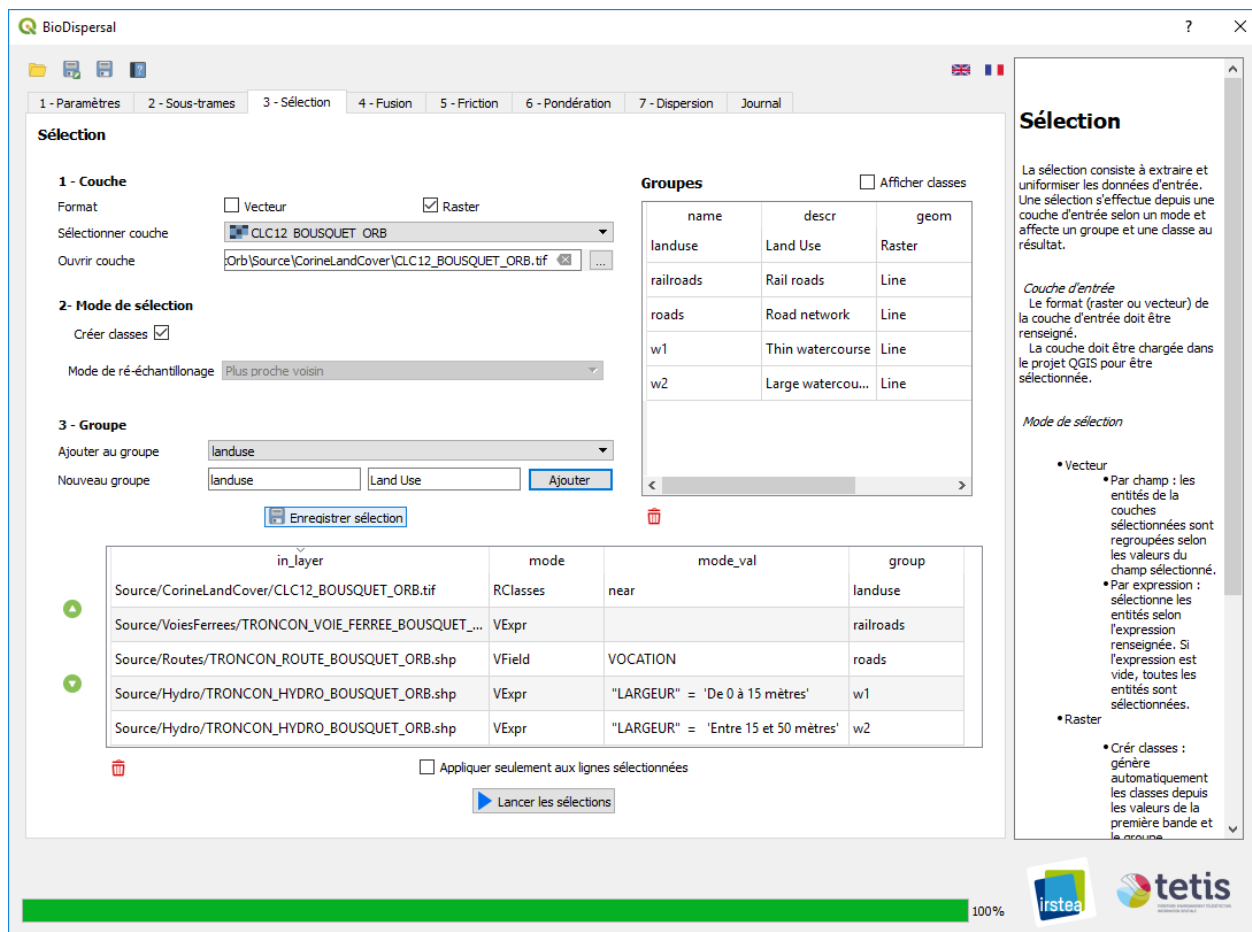 BioDispersal
?
1 - Paramètres 2 - Sous-trames 3 - Sélection 4 - Fusion 5 - Friction 6 - Pondération 7 - Dispersion Journal
Sélection
1 - Couche
Format Vecteur Raster
Sélectionner couche CLC12_BOUSQUET_ORB
Ouvrir couche :Orb\Source\CorineLandCover\CLC12_BOUSQUET_ORB.tif ...
2- Mode de sélection
Créer classes
Mode de ré-échantillonage Plus proche voisin
3 - Groupe
Ajouter au groupe landuse
Nouveau groupe landuse Land Use Ajouter
Enregistrer sélection
Groupes Afficher classes
name descr geom
landuse Land Use Raster
railroads Rail roads Line
roads Road network Line
w1 Thin watercourse Line
w2 Large watercou... Line
in_layer mode mode_val group
Source/CorineLandCover/CLC12_BOUSQUET_ORB.tif RClasses near landuse
Source/VoiesFerrees/TRONCON_VOIE_FERREE_BOUSQUET_... VExpr railroads
Source/Routes/TRONCON_ROUTE_BOUSQUET_ORB.shp VField VOCATION roads
Source/Hydro/TRONCON_HYDRO_BOUSQUET_ORB.shp VExpr "LARGEUR" = 'De 0 à 15 mètres' w1
Source/Hydro/TRONCON_HYDRO_BOUSQUET_ORB.shp VExpr "LARGEUR" = 'Entre 15 et 50 mètres' w2
Appliquer seulement aux lignes sélectionnées
Lancer les sélections
Sélection
La sélection consiste à extraire et
uniformiser les données d'entrée.
Une sélection s'effectue depuis une
couche d'entrée selon un mode et
affecte un groupe et une classe au
résultat.
Couche d'entrée
Le format (raster ou vecteur) de
la couche d'entrée doit être
renseigné.
La couche doit être chargée dans
le projet QGIS pour être
sélectionnée.
Mode de sélection
• Vecteur
• Par champ : les
entités de la
couches
sélectionnées sont
regroupées selon
les valeurs du
champ sélectionné.
• Par expression :
sélectionne les
entités selon
l'expression
renseignée. Si
l'expression est
vide, toutes les
entités sont
sélectionnées.
• Raster
• Crér classes :
génère
automatiquement
les classes depuis
les valeurs de la
première bande et
le groupe
100%
irstea
tetis